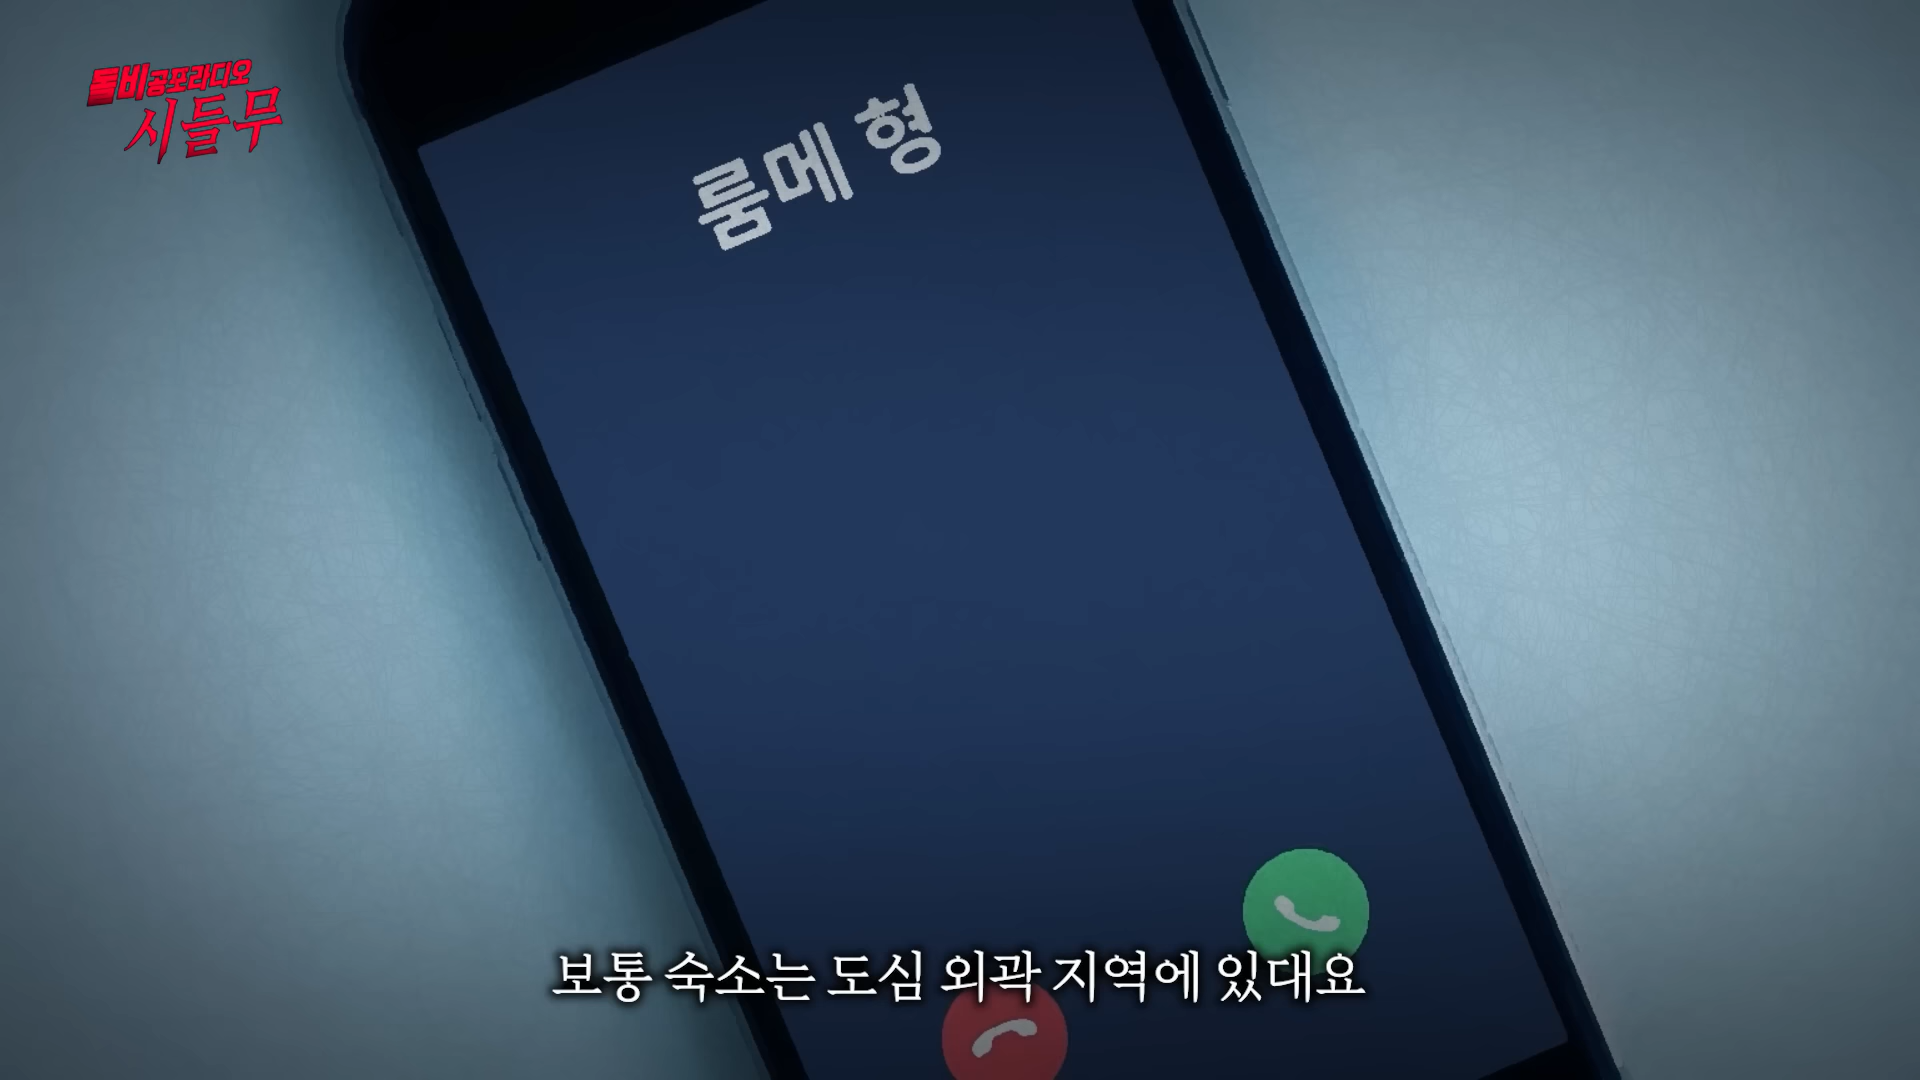 돌비공포라디오
시들무
룸메 형
보통 숙소는 도심 외곽 지역에 있대요